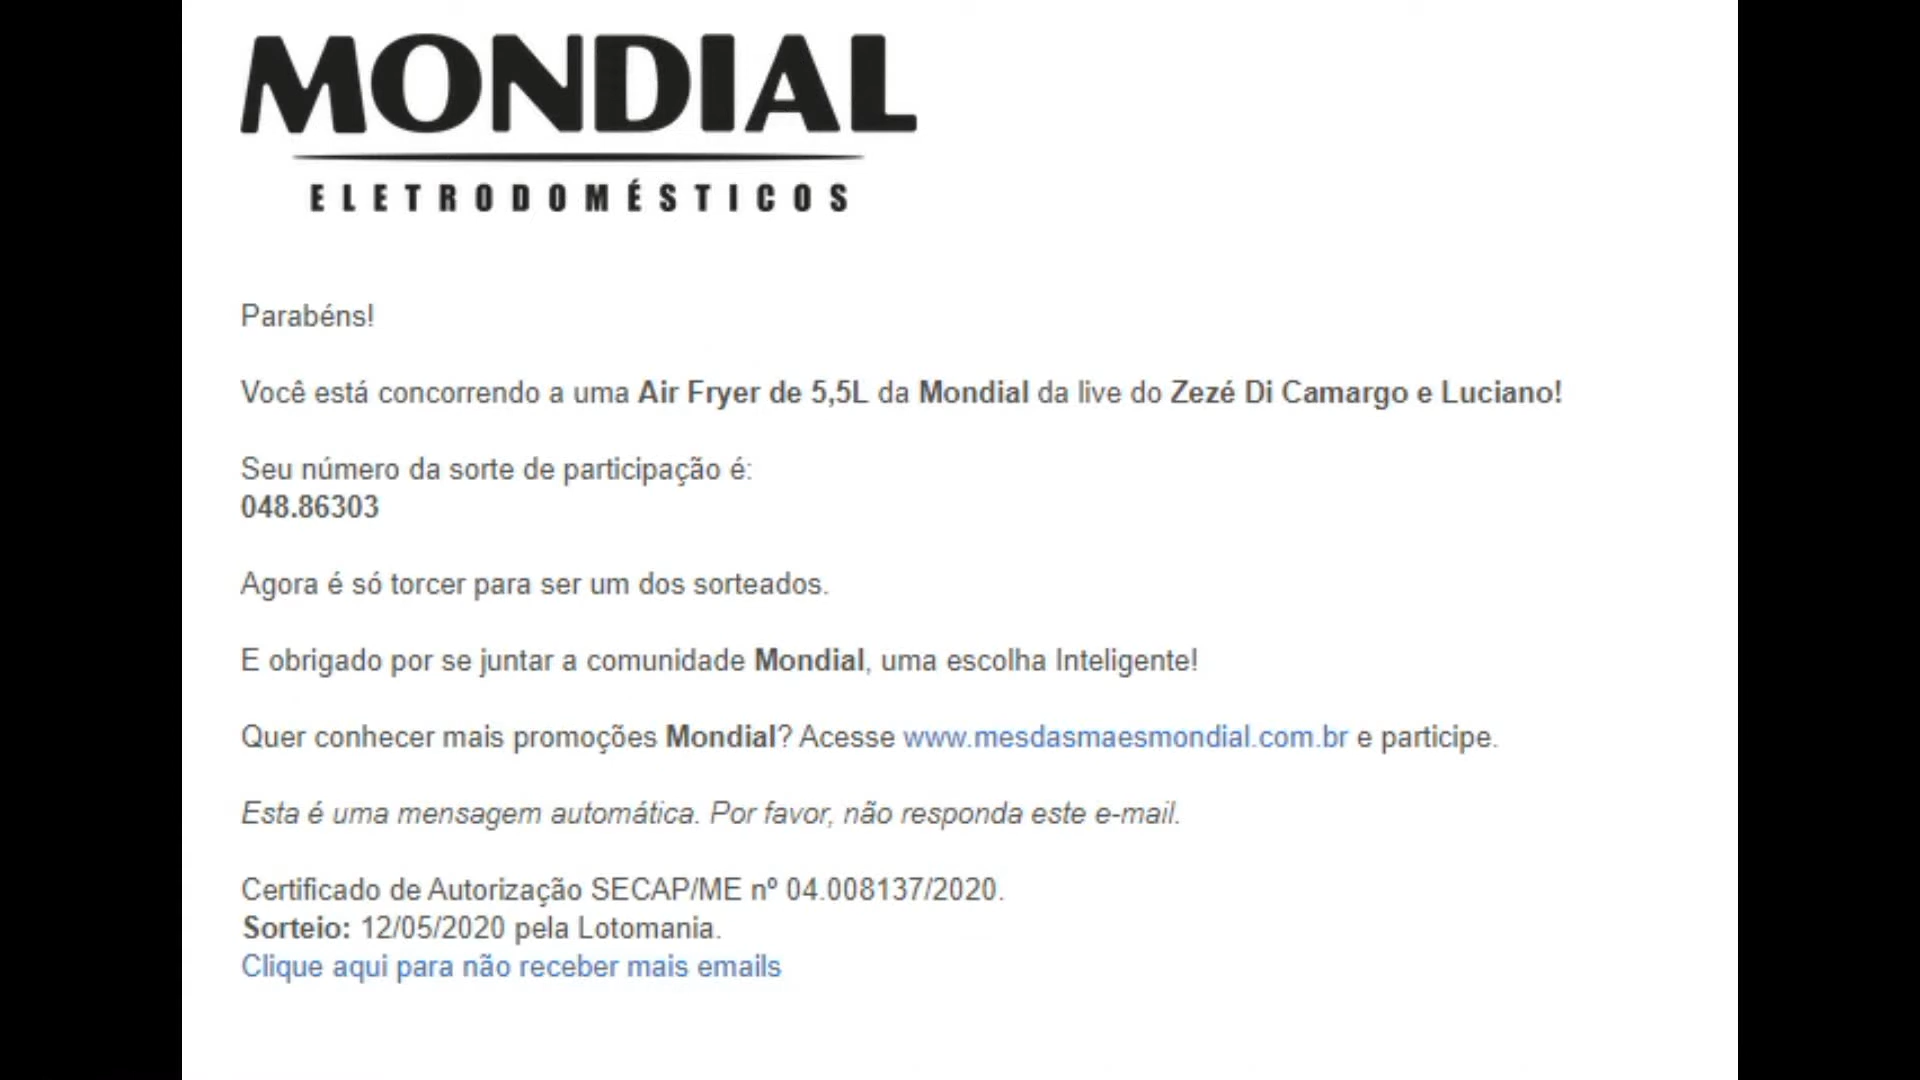 MONDIAL
ELETRODOMÉSTICOS
Parabéns!
Você está concorrendo a uma Air Fryer de 5,5L da Mondial da live do Zezé Di Camargo e Luciano!
Seu número da sorte de participação é:
048.86303
Agora é só torcer para ser um dos sorteados.
E obrigado por se juntar a comunidade Mondial, uma escolha Inteligente!
Quer conhecer mais promoções Mondial? Acesse www.mesdasmaesmondial.com.br e participe.
Esta é uma mensagem automática. Por favor, não responda este e-mail.
Certificado de Autorização SECAP/ME nº 04.008137/2020.
Sorteio: 12/05/2020 pela Lotomania.
Clique aqui para não receber mais emails